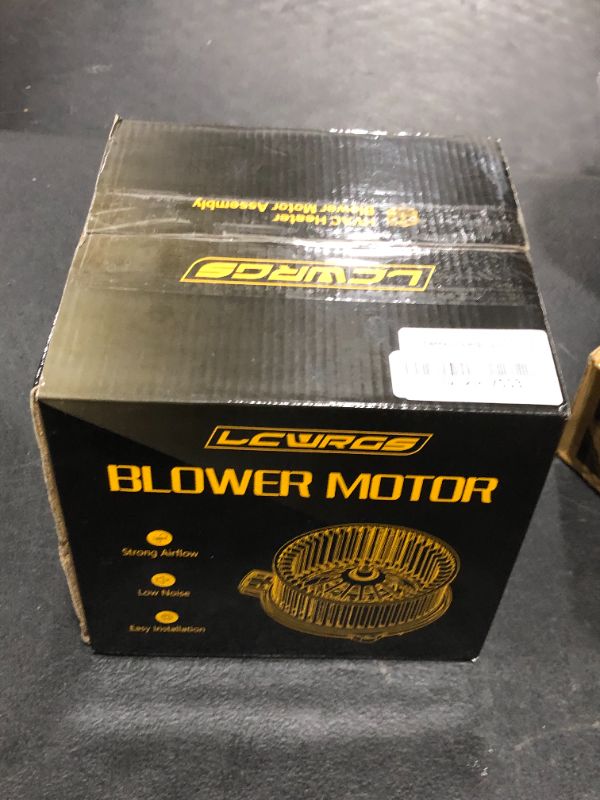 HVAC Heater
Blower Motor Assembly
LCWRGS
LCWRGS
BLOWER MOTOR
Strong Airflow
Low Noise
Easy Installation